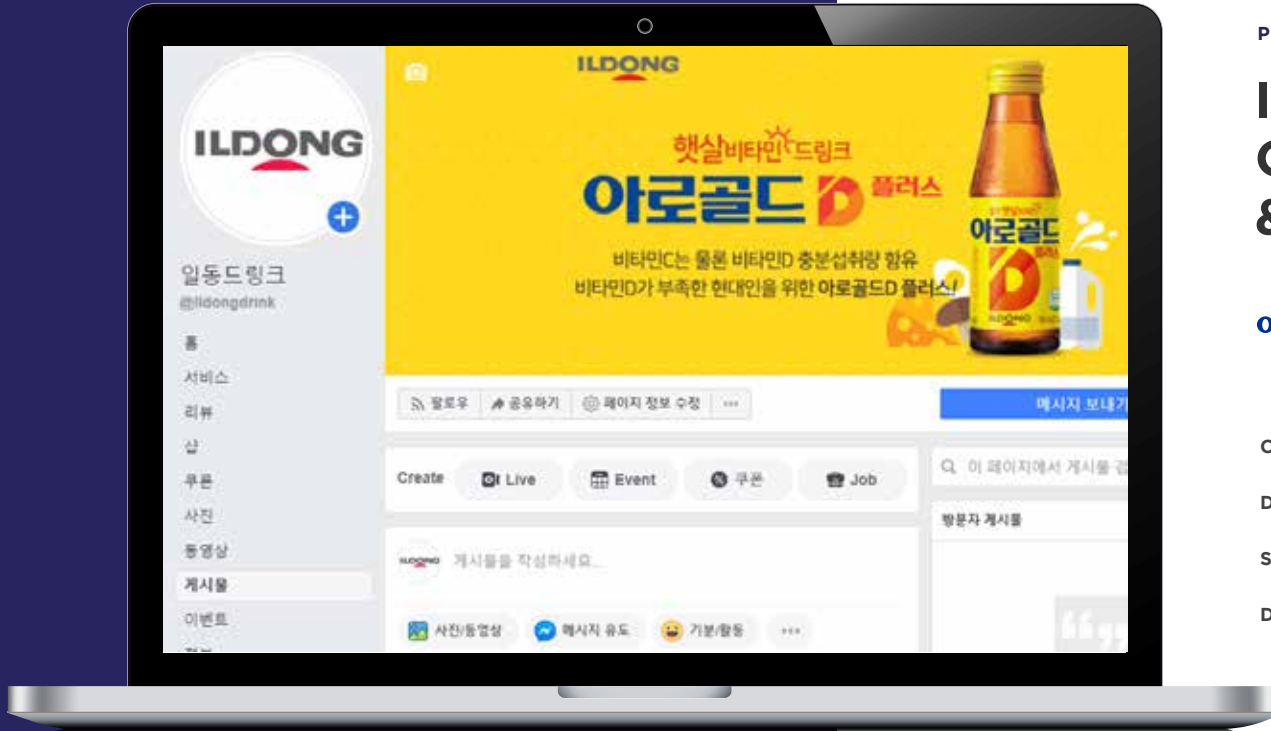 ILDONG
일동드링크
@ildongdrink
홈
서비스
리뷰
샵
쿠폰
사진
동영상
게시물
이벤트
ILDONG
햇살비타민드링크
아로골드 D 플러스
비타민C는 물론 비타민D 충분섭취량 함유
비타민D가 부족한 현대인을 위한 아로골드D 플러스!
아로골드
D
플러스
ILDONG
팔로우 공유하기 페이지 정보 수정 ...
메시지 보내기
Create Live Event 쿠폰 Job
이 페이지에서 게시물 검
방문자 게시물
ILDONG 게시물을 작성하세요...
사진/동영상 메시지 유도 기분/활동 ...
P
I
&
D
S
D